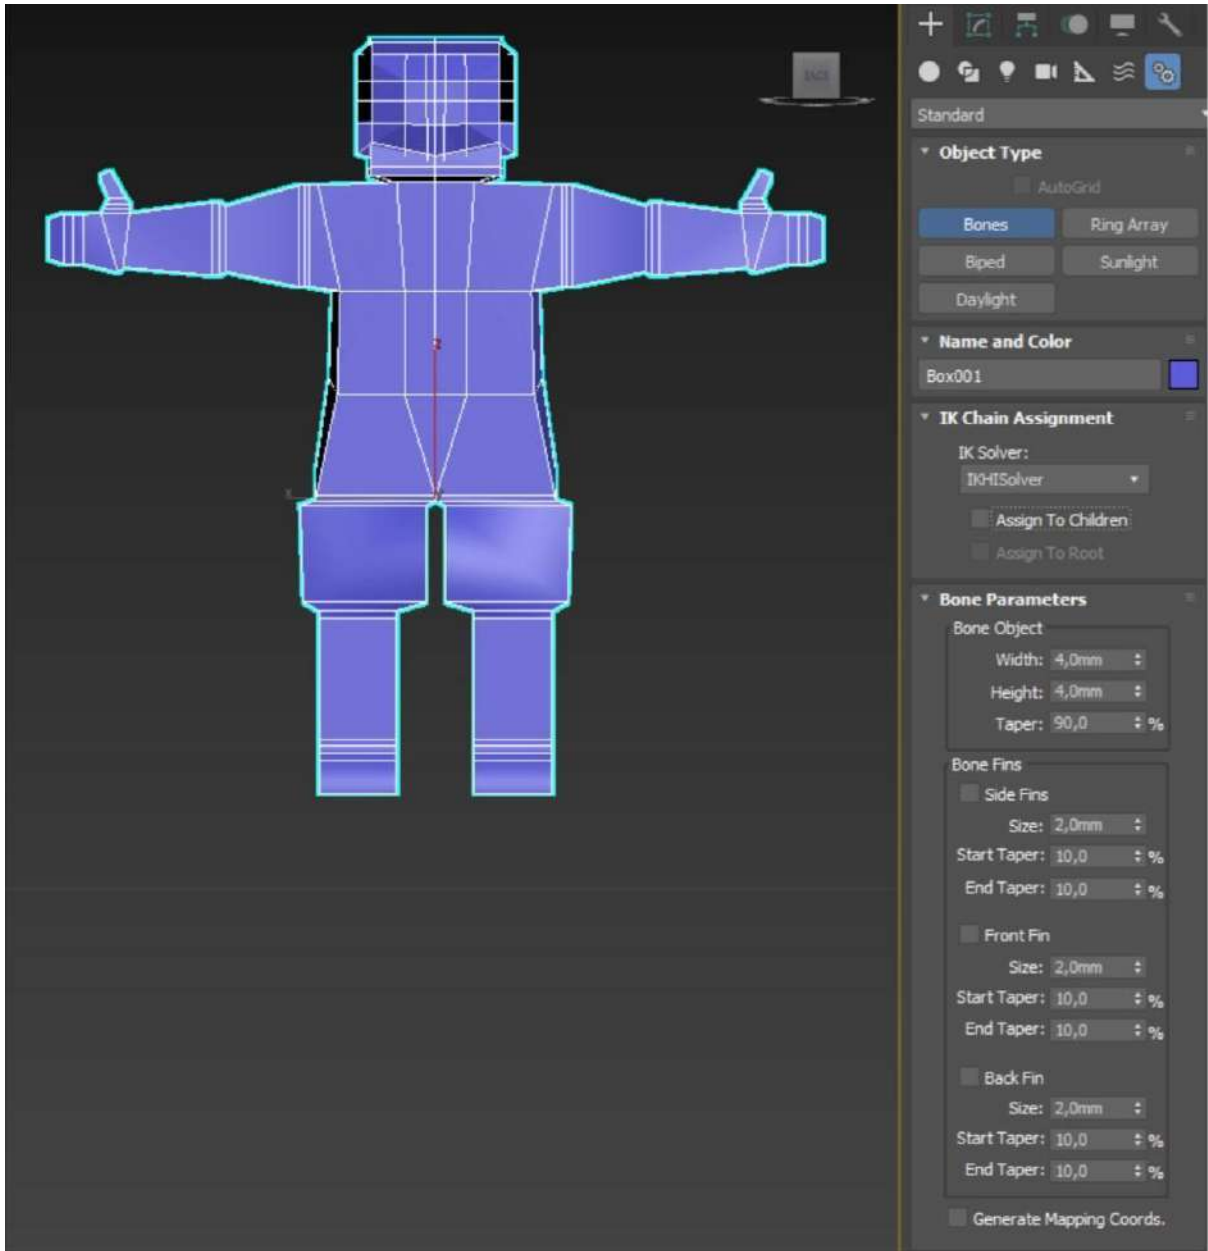 Standard
Object Type
AutoGrid
Bones Ring Array
Biped Sunlight
Daylight
Name and Color
Box001
IK Chain Assignment
IK Solver:
IKHISolver
Assign To Children
Assign To Root
Bone Parameters
Bone Object
Width: 4,0mm
Height: 4,0mm
Taper: 90,0 %
Bone Fins
Side Fins
Size: 2,0mm
Start Taper: 10,0 %
End Taper: 10,0 %
Front Fin
Size: 2,0mm
Start Taper: 10,0 %
End Taper: 10,0 %
Back Fin
Size: 2,0mm
Start Taper: 10,0 %
End Taper: 10,0 %
Generate Mapping Coords.